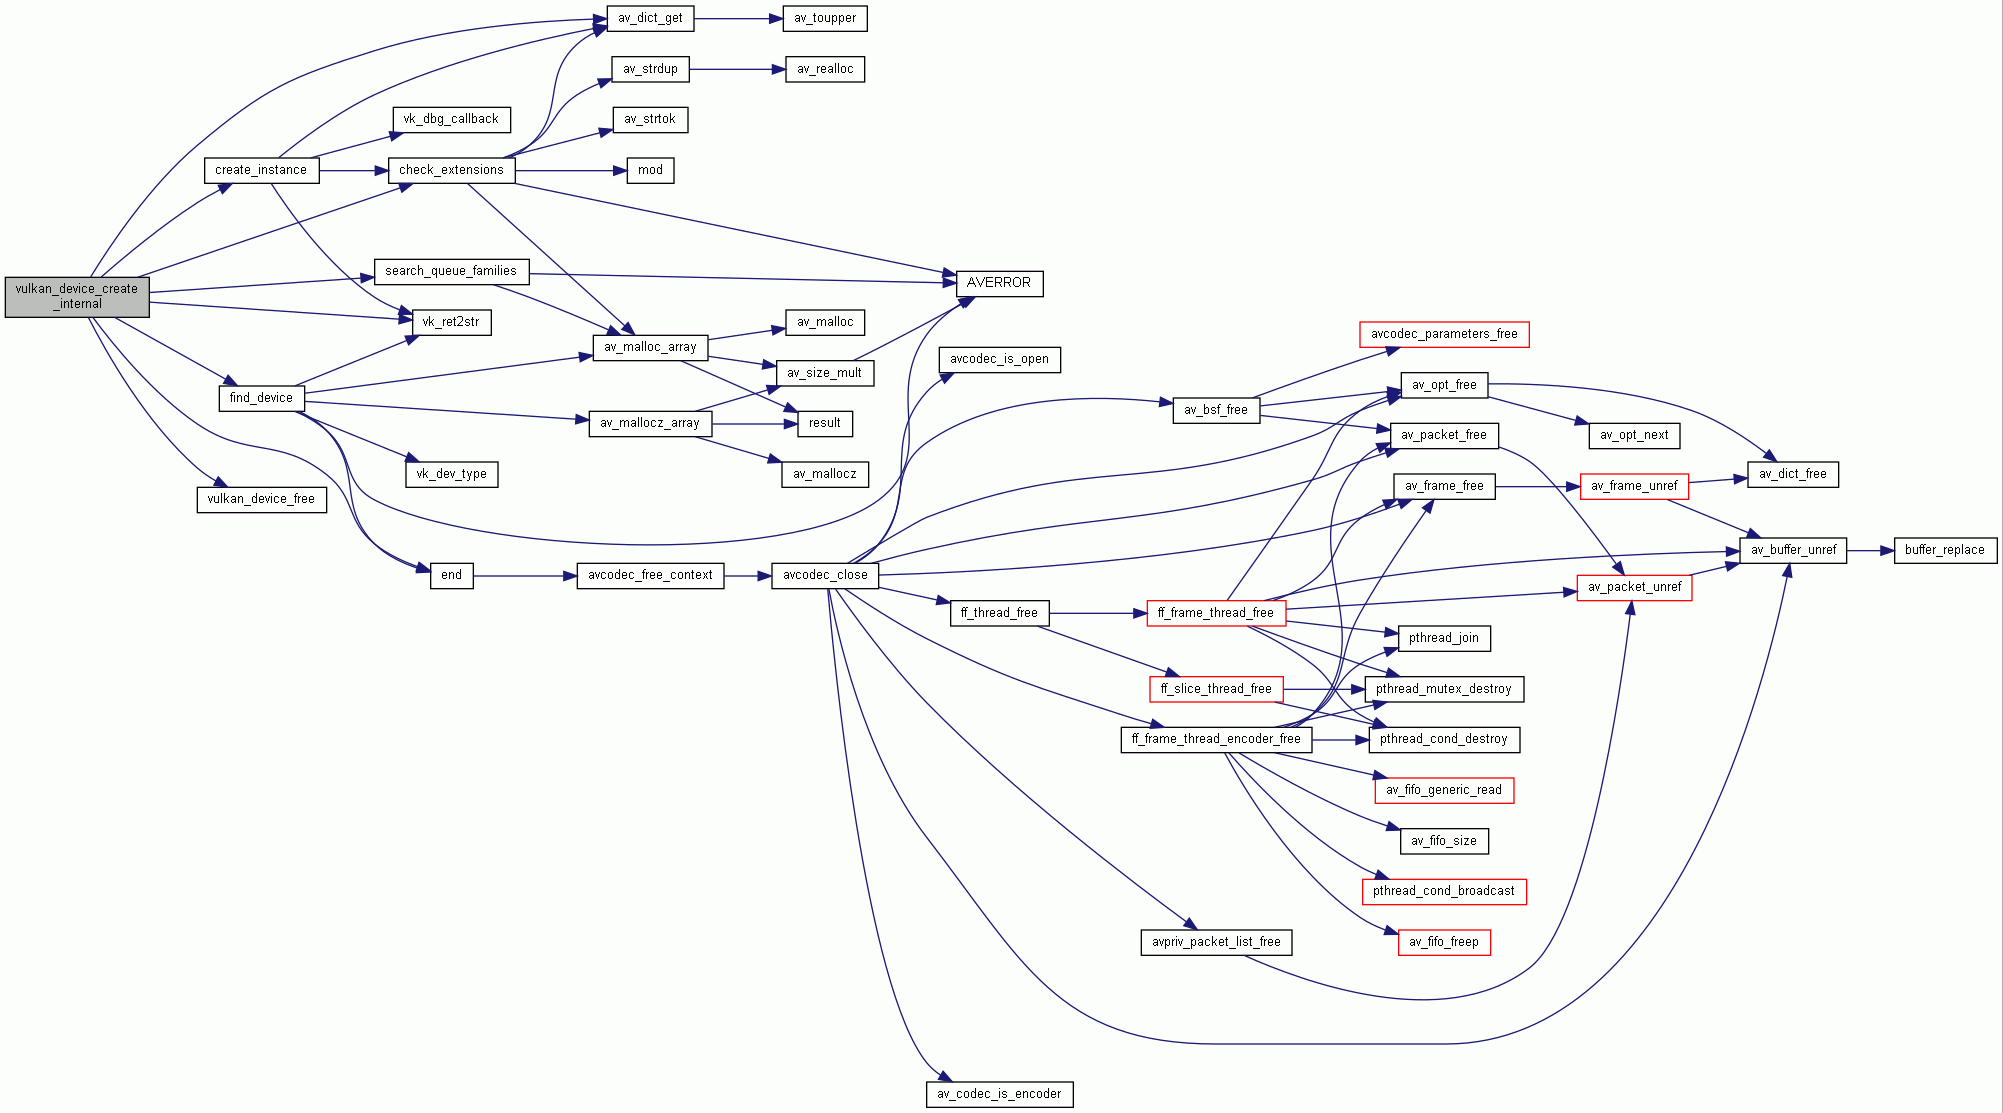 av_dict_get
av_toupper
av_strdup
av_realloc
vk_dbg_callback
av_strtok
create_instance
check_extensions
mod
vulkan_device_create
_internal
search_queue_families
AVERROR
vk_ret2str
av_malloc
av_malloc_array
avcodec_parameters_free
avcodec_is_open
av_size_mult
find_device
av_opt_free
av_bsf_free
av_mallocz_array
result
av_packet_free
av_opt_next
vk_dev_type
av_mallocz
av_dict_free
av_frame_free
av_frame_unref
vulkan_device_free
av_buffer_unref
buffer_replace
end
avcodec_free_context
avcodec_close
av_packet_unref
ff_thread_free
ff_frame_thread_free
pthread_join
ff_slice_thread_free
pthread_mutex_destroy
ff_frame_thread_encoder_free
pthread_cond_destroy
av_fifo_generic_read
av_fifo_size
pthread_cond_broadcast
avpriv_packet_list_free
av_fifo_freep
av_codec_is_encoder